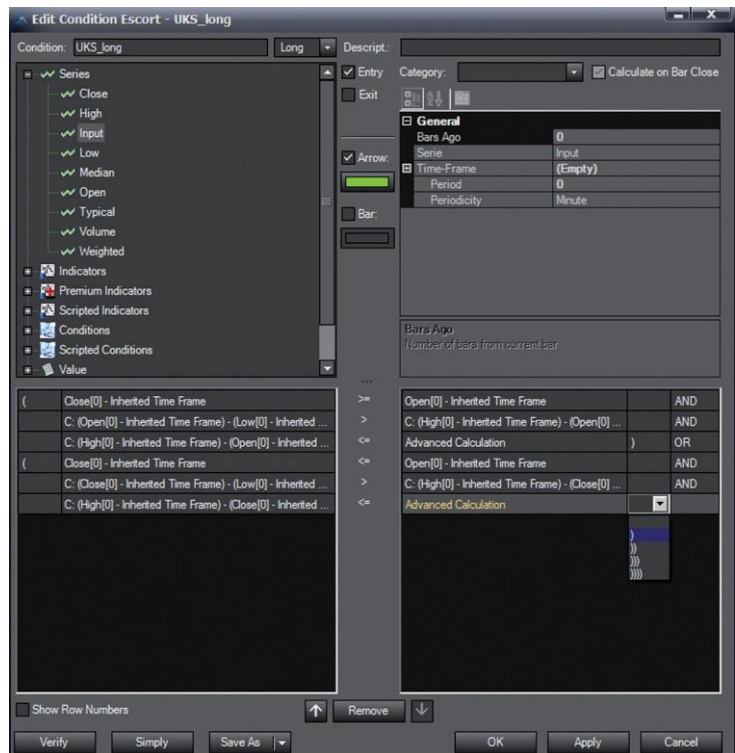 Edit Condition Escort - UKS_long
Condition: UKS_long Long Descript.:
Series
Close
High
Input
Low
Median
Open
Typical
Volume
Weighted
Indicators
Premium Indicators
Scripted Indicators
Conditions
Scripted Conditions
Value
Entry
Exit
Arrow:
Bar:
Category: Calculate on Bar Close
General
Bars Ago 0
Serie Input
Time-Frame (Empty)
Period 0
Periodicity Minute
Bars Ago
Number of bars from current bar
...
( Close[0] - Inherited Time Frame >= Open[0] - Inherited Time Frame AND
C: (Open[0] - Inherited Time Frame) - (Low[0] - Inherited ... > C: (High[0] - Inherited Time Frame) - (Open[0] ... AND
C: (High[0] - Inherited Time Frame) - (Open[0] - Inherited ... <= Advanced Calculation ) OR
( Close[0] - Inherited Time Frame <= Open[0] - Inherited Time Frame AND
C: (Close[0] - Inherited Time Frame) - (Low[0] - Inherited ... > C: (High[0] - Inherited Time Frame) - (Close[0] ... AND
C: (High[0] - Inherited Time Frame) - (Close[0] - Inherited ... <= Advanced Calculation
)
))
)))
))))
Show Row Numbers Remove
Verify Simply Save As OK Apply Cancel